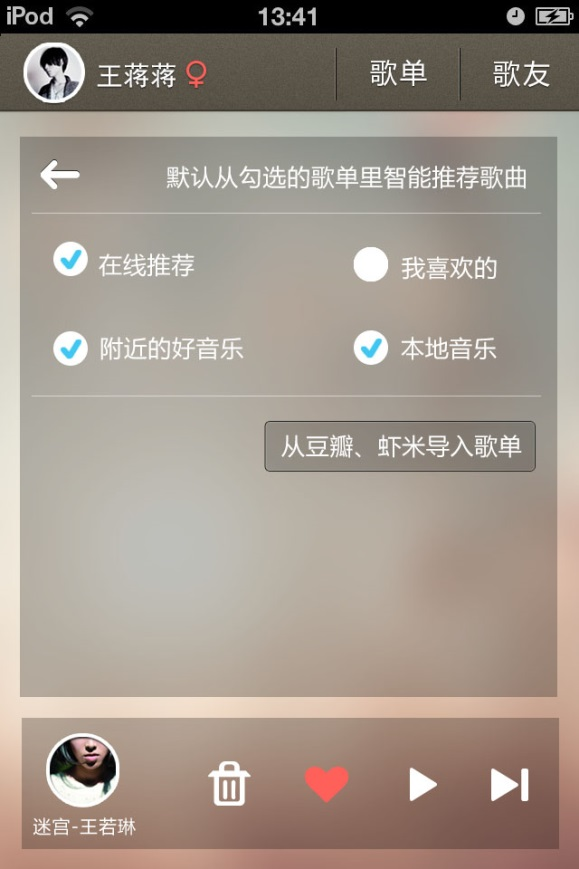 iPod 13:41
王蒋蒋 歌单 歌友
默认从勾选的歌单里智能推荐歌曲
在线推荐 我喜欢的
附近的好音乐 本地音乐
从豆瓣、虾米导入歌单
迷宫-王若琳